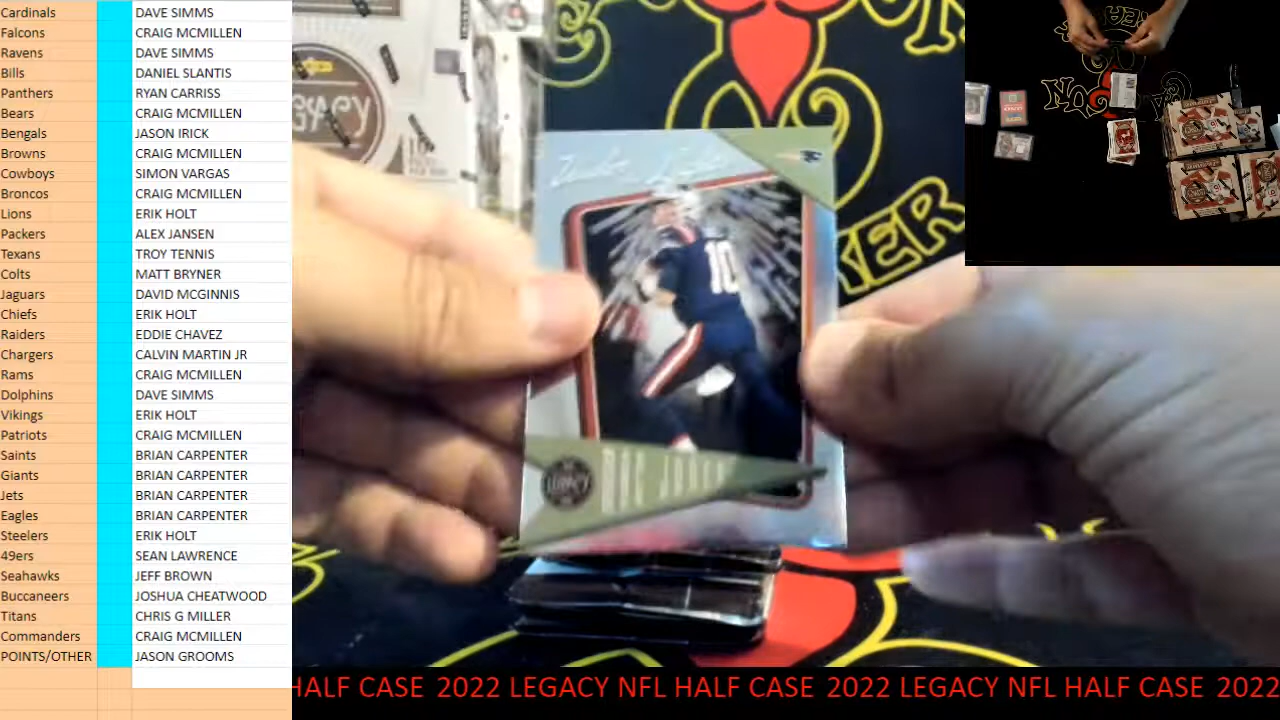 Cardinals DAVE SIMMS
Falcons CRAIG MCMILLEN
Ravens DAVE SIMMS
Bills DANIEL SLANTIS
Panthers RYAN CARRISS
Bears CRAIG MCMILLEN
Bengals JASON IRICK
Browns CRAIG MCMILLEN
Cowboys SIMON VARGAS
Broncos CRAIG MCMILLEN
Lions ERIK HOLT
Packers ALEX JANSEN
Texans TROY TENNIS
Colts MATT BRYNER
Jaguars DAVID MCGINNIS
Chiefs ERIK HOLT
Raiders EDDIE CHAVEZ
Chargers CALVIN MARTIN JR
Rams CRAIG MCMILLEN
Dolphins DAVE SIMMS
Vikings ERIK HOLT
Patriots CRAIG MCMILLEN
Saints BRIAN CARPENTER
Giants BRIAN CARPENTER
Jets BRIAN CARPENTER
Eagles BRIAN CARPENTER
Steelers ERIK HOLT
49ers SEAN LAWRENCE
Seahawks JEFF BROWN
Buccaneers JOSHUA CHEATWOOD
Titans CHRIS G MILLER
Commanders CRAIG MCMILLEN
POINTS/OTHER JASON GROOMS
LEGACY
10
LEGACY
MAC JONES
KER
HALF CASE 2022 LEGACY NFL HALF CASE 2022 LEGACY NFL HALF CASE 2022